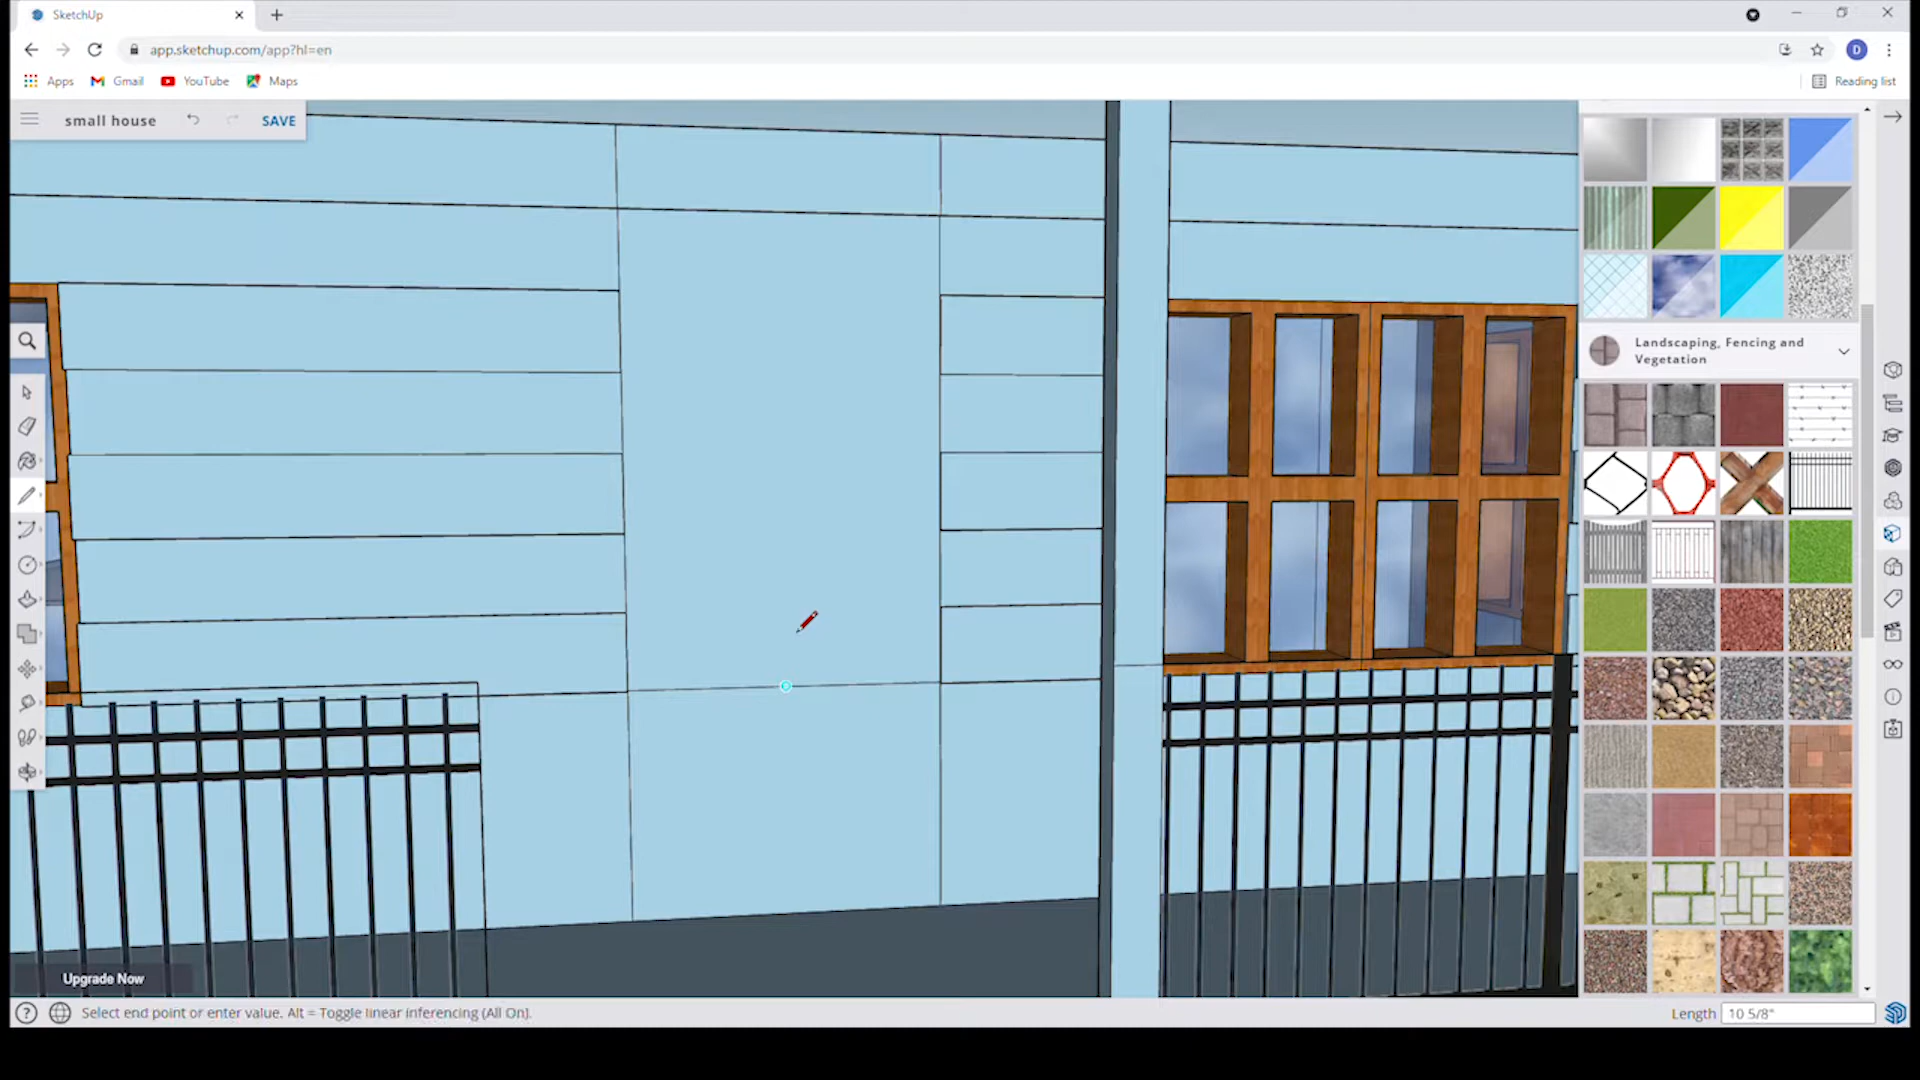 SketchUp
app.sketchup.com/app?hl=en
D
Apps Gmail YouTube Maps Reading list
small house SAVE
Landscaping, Fencing and
Vegetation
Upgrade Now
Select end point or enter value. Alt = Toggle linear inferencing (All On). Length 10 5/8"